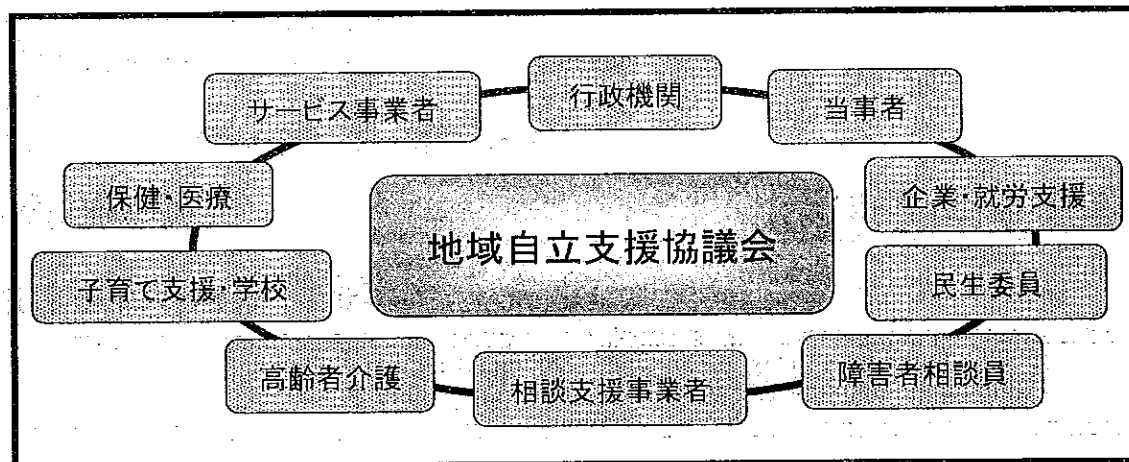 行政機関
サービス事業者
当事者
保健・医療
企業・就労支援
地域自立支援協議会
子育て支援・学校
民生委員
高齢者介護
相談支援事業者
障害者相談員